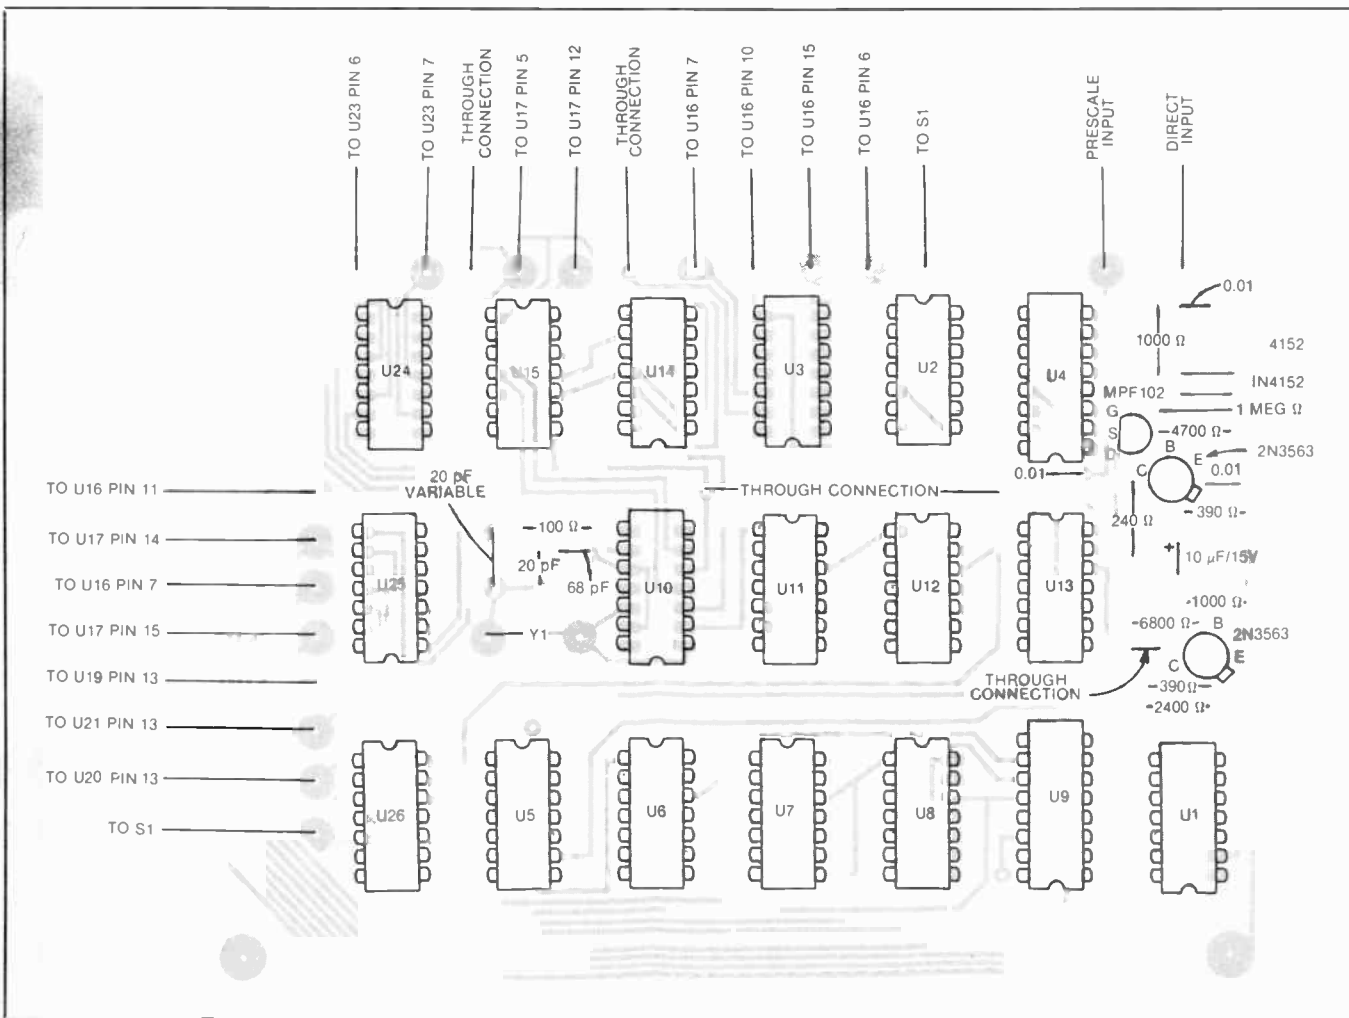 TO U23 PIN 6
TO U23 PIN 7
THROUGH
CONNECTION
TO U17 PIN 5
TO U17 PIN 12
THROUGH
CONNECTION
TO U16 PIN 7
TO U16 PIN 10
TO U16 PIN 15
TO U16 PIN 6
TO S1
PRESCALE
INPUT
DIRECT
INPUT
0.01
1000 Ω
4152
U24
U15
U14
U3
U2
U4
IN4152
MPF102
1 MEG Ω
G
S
D
4700 Ω
B
E
C
2N3563
0.01
0.01
20 pF
VARIABLE
THROUGH CONNECTION
TO U16 PIN 11
TO U17 PIN 14
TO U16 PIN 7
TO U17 PIN 15
TO U19 PIN 13
TO U21 PIN 13
TO U20 PIN 13
TO S1
100 Ω
20 pF
68 pF
Y1
240 Ω
390 Ω
+
10 µF/15V
U25
U10
U11
U12
U13
1000 Ω
6800 Ω
B
2N3563
C
E
THROUGH
CONNECTION
390Ω
2400 Ω
U26
U5
U6
U7
U8
U9
U1